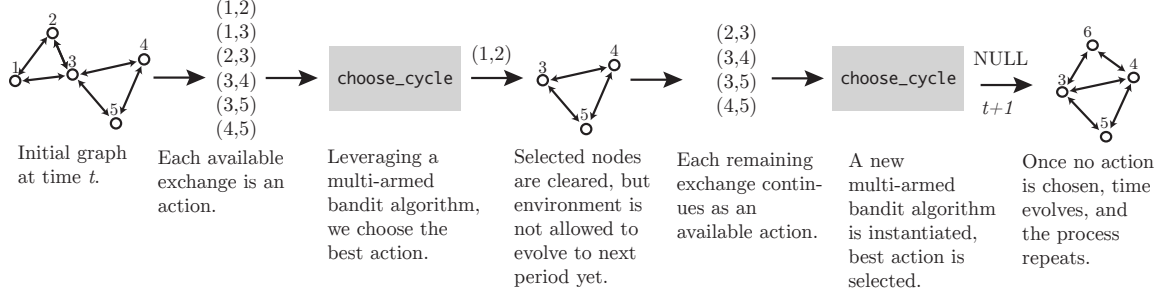 1
2
3
4
5
Initial graph
at time t.
(1,2)
(1,3)
(2,3)
(3,4)
(3,5)
(4,5)
Each available
exchange is an
action.
choose_cycle
Leveraging a
multi-armed
bandit algorithm,
we choose the
best action.
(1,2)
3
4
5
Selected nodes
are cleared, but
environment is
not allowed to
evolve to next
period yet.
(2,3)
(3,4)
(3,5)
(4,5)
Each remaining
exchange contin-
ues as an
available action.
choose_cycle
A new
multi-armed
bandit algorithm
is instantiated,
best action is
selected.
NULL
t+1
6
3
4
5
Once no action
is chosen, time
evolves, and
the process
repeats.